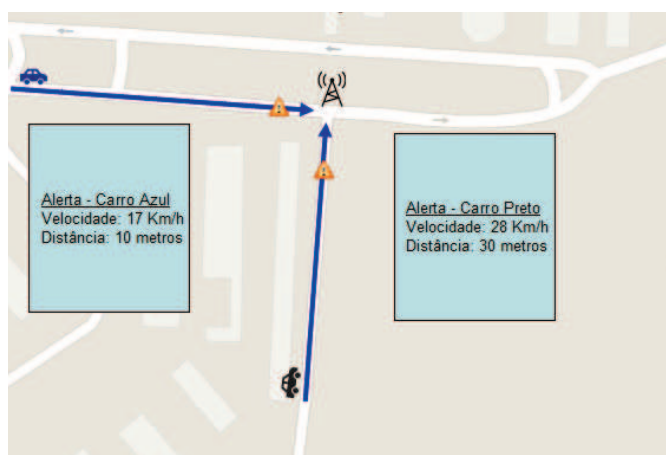 Alerta - Carro Azul
Velocidade: 17 Km/h
Distância: 10 metros
Alerta - Carro Preto
Velocidade: 28 Km/h
Distância: 30 metros